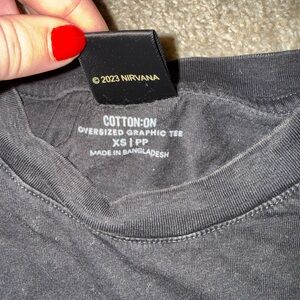 © 2023 NIRVANA
COTTON:ON
OVERSIZED GRAPHIC TEE
XS | PP
MADE IN BANGLADESH